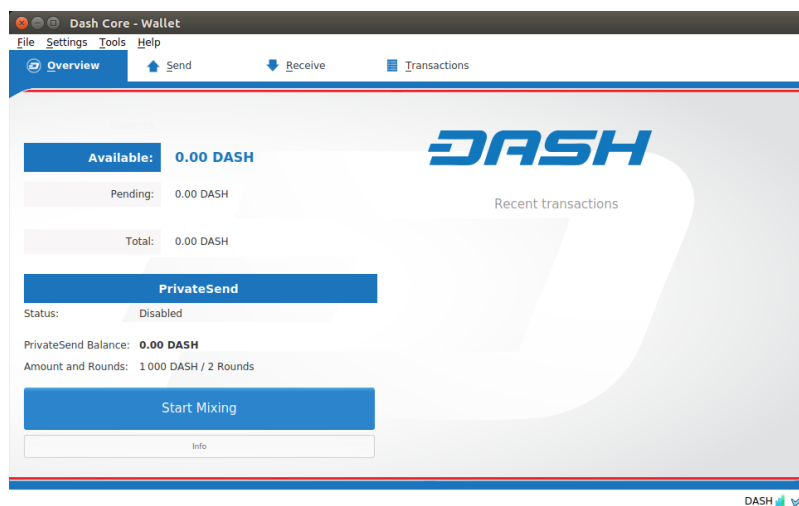 Dash Core - Wallet
File Settings Tools Help
Overview Send Receive Transactions
Available: 0.00 DASH
Pending: 0.00 DASH
Total: 0.00 DASH
DASH
Recent transactions
PrivateSend
Status: Disabled
PrivateSend Balance: 0.00 DASH
Amount and Rounds: 1 000 DASH / 2 Rounds
Start Mixing
Info
DASH